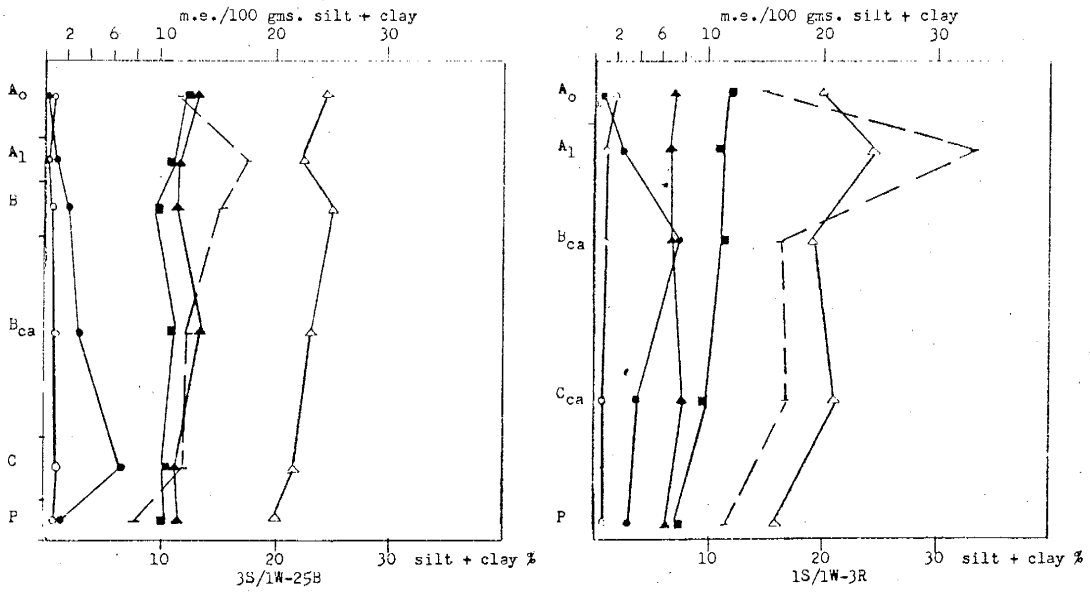 m.e./100 gms. silt + clay
2 6 10 20 30
A₀
A₁
B
Bca
C
P
10 20 30 silt + clay %
3S/1W-25B
m.e./100 gms. silt + clay
2 6 10 20 30
A₀
A₁
Bca
Cca
P
10 20 30 silt + clay %
1S/1W-3R